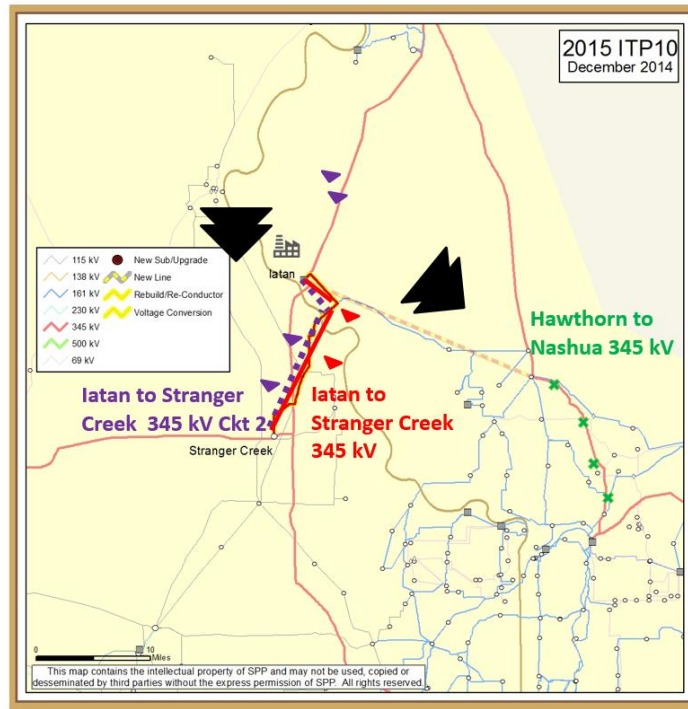 2015 ITP10
December 2014
115 kV
138 kV
161 kV
230 kV
345 kV
500 kV
69 kV
New Sub/Upgrade
New Line
Rebuild/Re-Conductor
Voltage Conversion
Iatan
Hawthorn to
Nashua 345 kV
Iatan to Stranger
Creek 345 kV Ckt 2
Iatan to
Stranger Creek
345 kV
Stranger Creek
10
Miles
This map contains the intellectual property of SPP and may not be used, copied or
desseminated by third parties without the express permission of SPP. All rights reserved